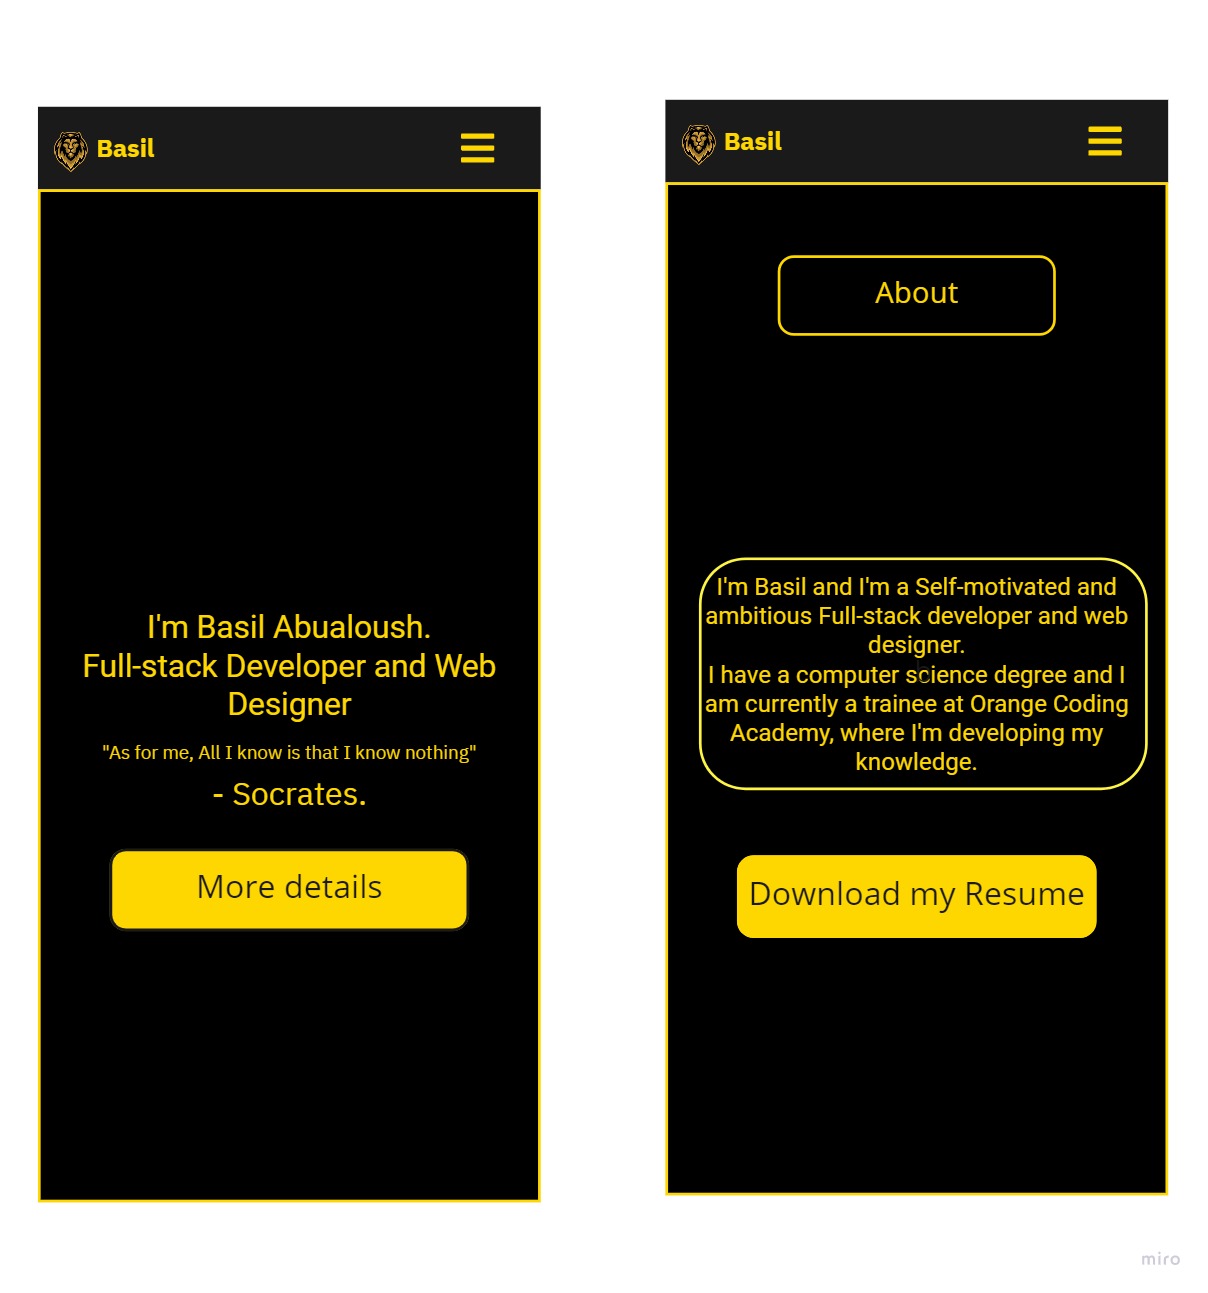 Basil
I'm Basil Abualoush.
Full-stack Developer and Web
Designer
"As for me, All I know is that I know nothing"
- Socrates.
More details
Basil
About
I'm Basil and I'm a Self-motivated and
ambitious Full-stack developer and web
designer.
I have a computer science degree and I
am currently a trainee at Orange Coding
Academy, where I'm developing my
knowledge.
Download my Resume
miro